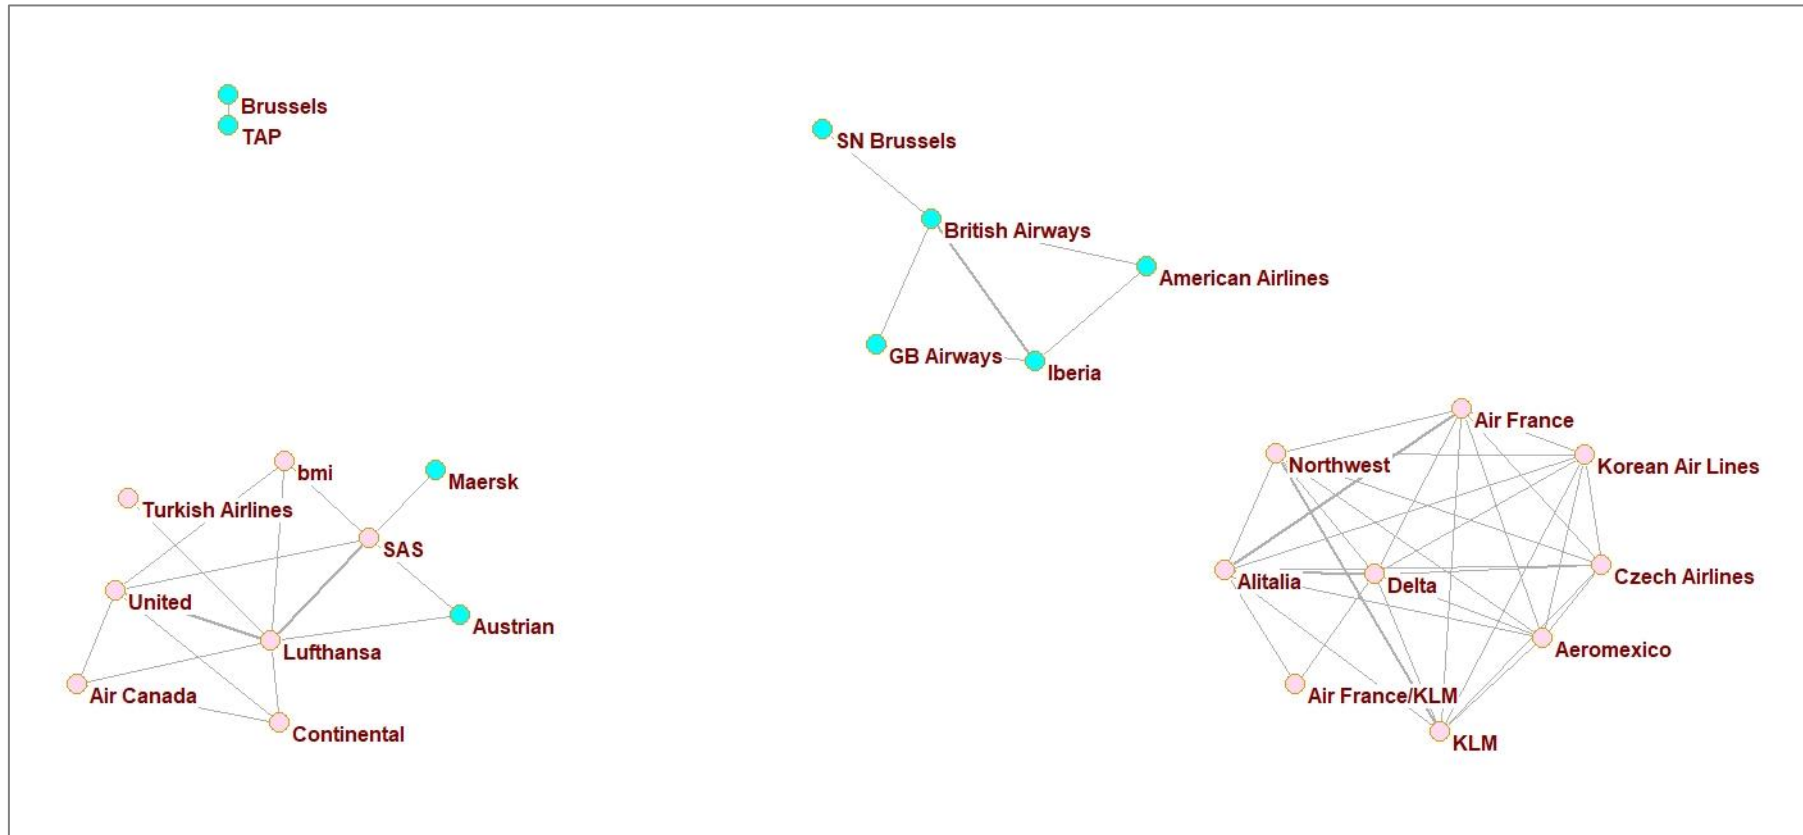 Brussels
TAP
SN Brussels
British Airways
American Airlines
GB Airways
Iberia
Air France
Northwest
Korean Air Lines
bmi
Maersk
Turkish Airlines
SAS
Alitalia
Delta
Czech Airlines
United
Austrian
Lufthansa
Aeromexico
Air Canada
Air France/KLM
Continental
KLM